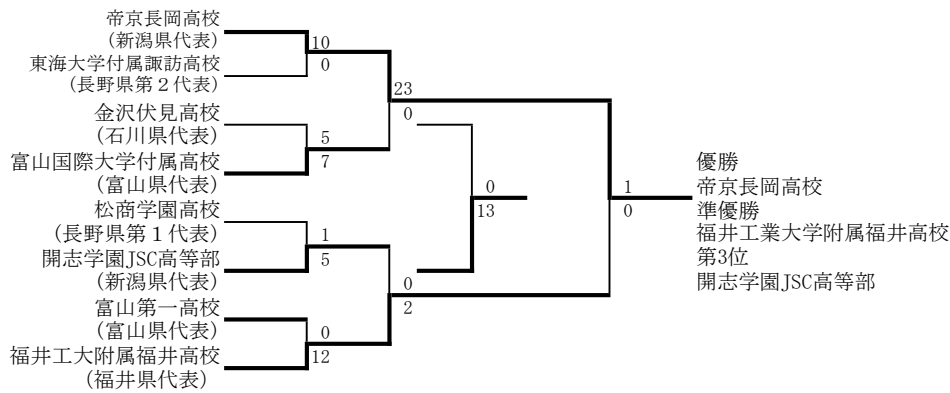 帝京長岡高校
(新潟県代表)
10
0
東海大学付属諏訪高校
(長野県第２代表)
23
0
金沢伏見高校
(石川県代表)
5
7
富山国際大学付属高校
(富山県代表)
松商学園高校
(長野県第１代表)
1
5
開志学園JSC高等部
(新潟県代表)
0
2
富山第一高校
(富山県代表)
0
12
福井工大附属福井高校
(福井県代表)
0
13
1
0
優勝
帝京長岡高校
準優勝
福井工業大学附属福井高校
第3位
開志学園JSC高等部